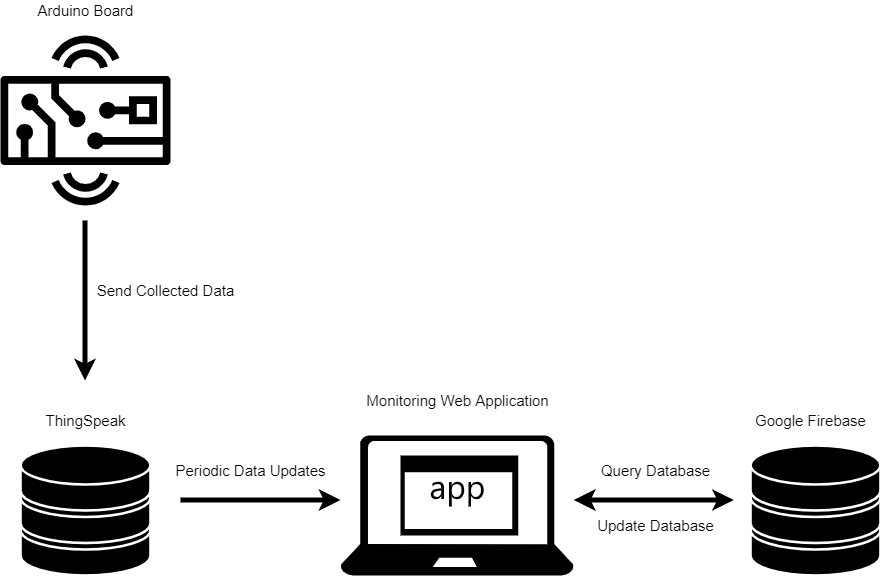 Arduino Board
Send Collected Data
ThingSpeak
Monitoring Web Application
Google Firebase
Periodic Data Updates
app
Query Database
Update Database